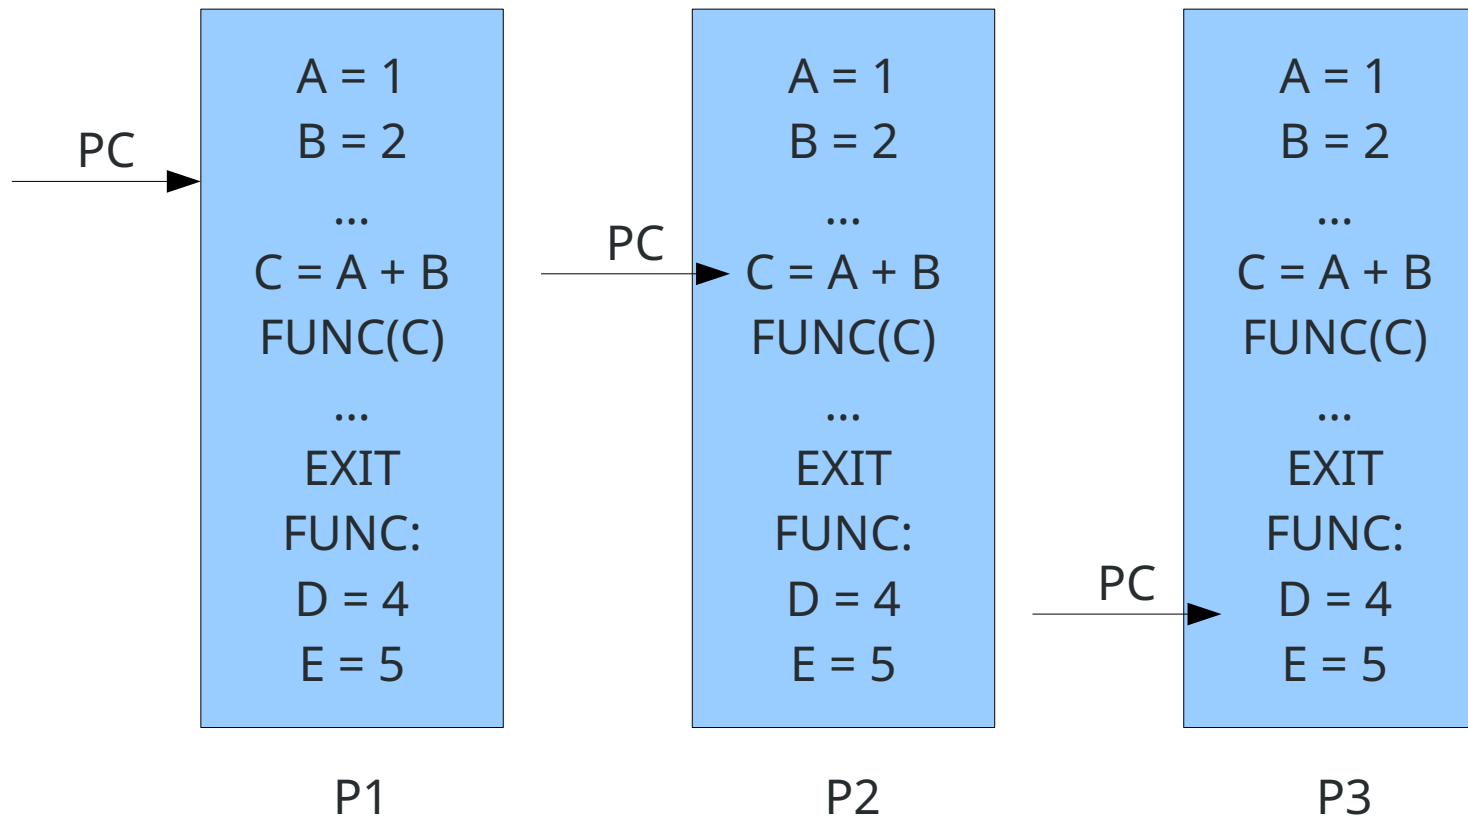 A = 1
B = 2
...
C = A + B
FUNC(C)
...
EXIT
FUNC:
D = 4
E = 5
P1
PC
A = 1
B = 2
...
C = A + B
FUNC(C)
...
EXIT
FUNC:
D = 4
E = 5
P2
PC
A = 1
B = 2
...
C = A + B
FUNC(C)
...
EXIT
FUNC:
D = 4
E = 5
P3
PC